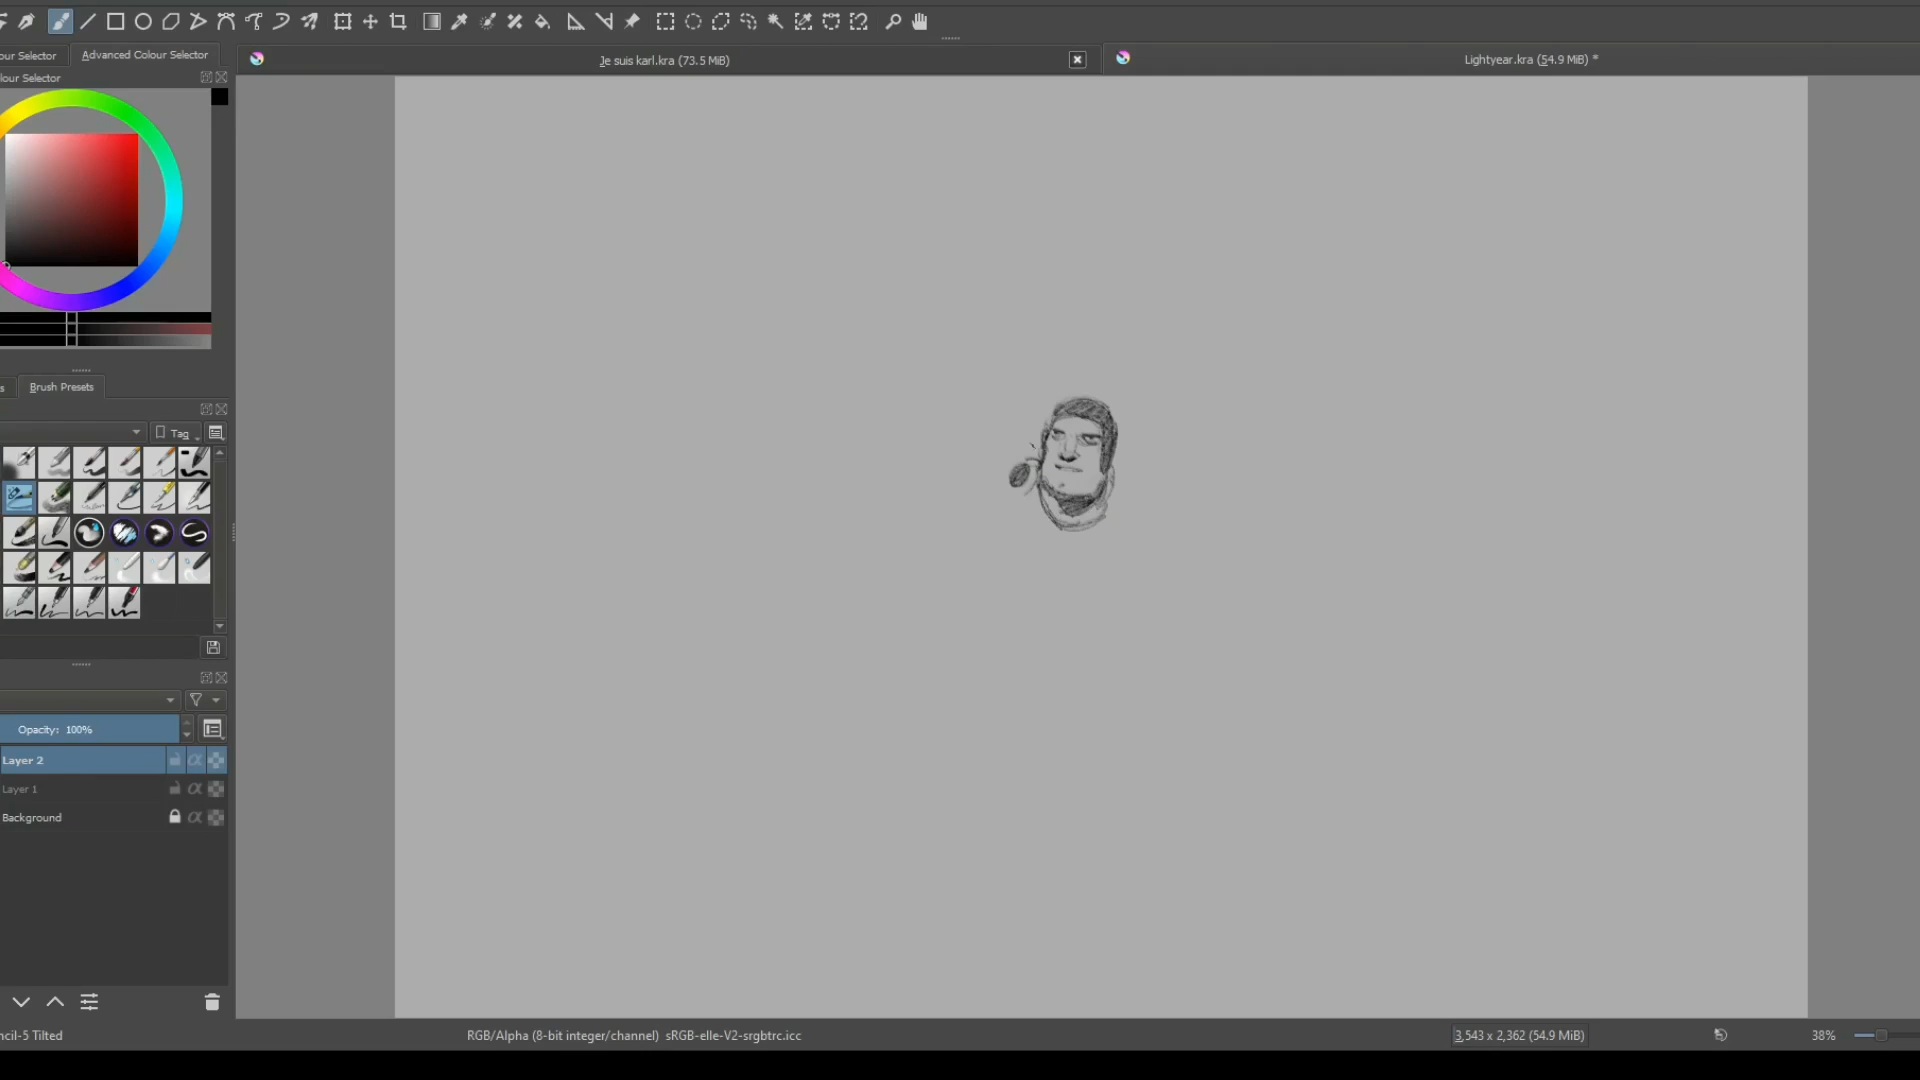 our Selector
Advanced Colour Selector
Je suis karl.kra (73.5 MiB)
Lightyear.kra (54.9 MiB) *
lour Selector
s
Brush Presets
Tag
Opacity: 100%
Layer 2
Layer 1
Background
ncil-5 Tilted
RGB/Alpha (8-bit integer/channel) sRGB-elle-V2-srgbtrc.icc
3,543 x 2,362 (54.9 MiB)
38%